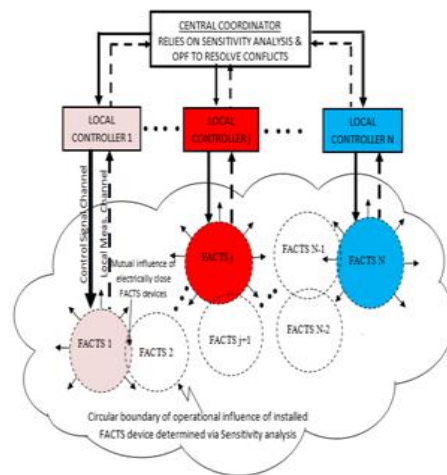 CENTRAL COORDINATOR
RELIES ON SENSITIVITY ANALYSIS &
OPF TO RESOLVE CONFLICTS
LOCAL
CONTROLLER 1
LOCAL
CONTROLLER j
LOCAL
CONTROLLER N
Control Signal Channel
Local Meas. Channel
Mutual influence of
electrically close
FACTS devices
FACTS j
FACTS N-1
FACTS N
FACTS 1
FACTS 2
FACTS j+1
FACTS N-2
Circular boundary of operational influence of installed
FACTS device determined via Sensitivity analysis